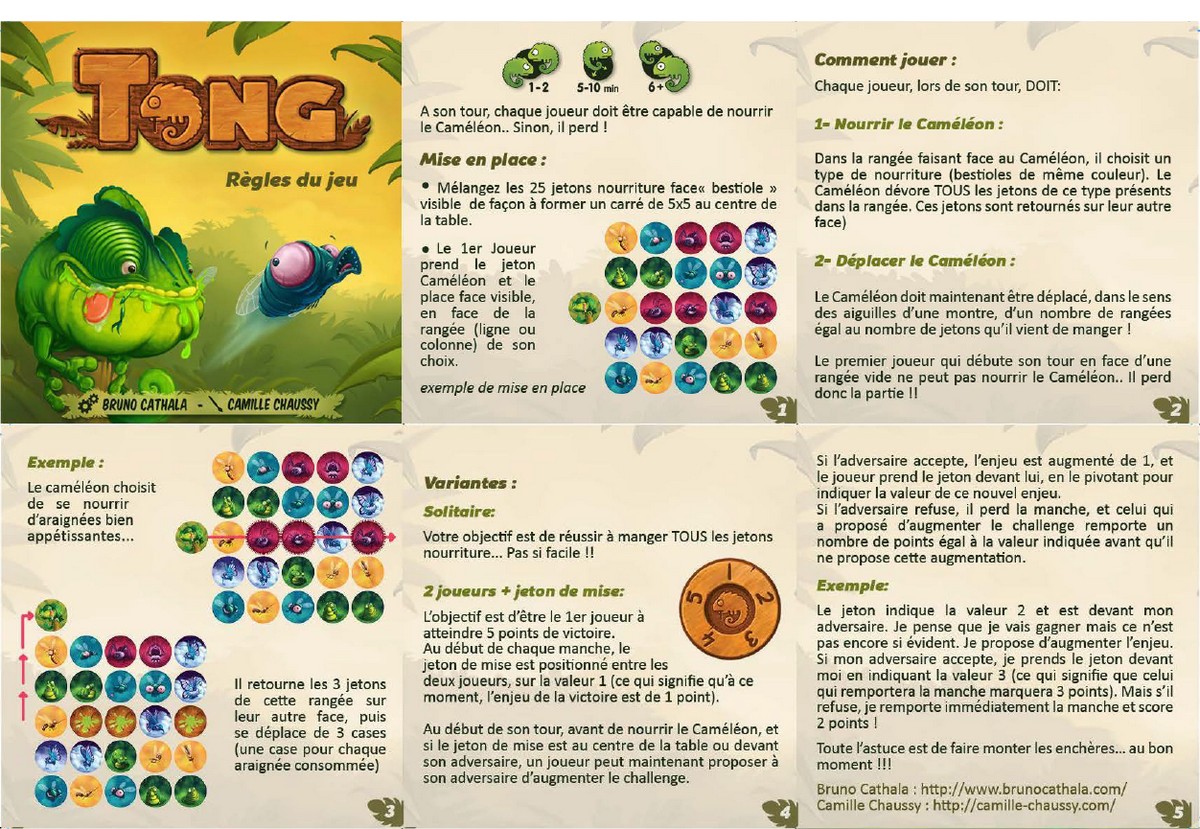 TONG
Règles du jeu
BRUNO CATHALA - CAMILLE CHAUSSY
1-2
5-10 min
6+
A son tour, chaque joueur doit être capable de nourrir
le Caméléon.. Sinon, il perd !
Mise en place :
• Mélangez les 25 jetons nourriture face« bestiole »
visible de façon à former un carré de 5x5 au centre de
la table.
• Le 1er Joueur
prend le jeton
Caméléon et le
place face visible,
en face de la
rangée (ligne ou
colonne) de son
choix.
exemple de mise en place
1
Comment jouer :
Chaque joueur, lors de son tour, DOIT:
1- Nourrir le Caméléon :
Dans la rangée faisant face au Caméléon, il choisit un
type de nourriture (bestioles de même couleur). Le
Caméléon dévore TOUS les jetons de ce type présents
dans la rangée. Ces jetons sont retournés sur leur autre
face)
2- Déplacer le Caméléon :
Le Caméléon doit maintenant être déplacé, dans le sens
des aiguilles d'une montre, d'un nombre de rangées
égal au nombre de jetons qu'il vient de manger !
Le premier joueur qui débute son tour en face d'une
rangée vide ne peut pas nourrir le Caméléon.. Il perd
donc la partie !!
2
Exemple :
Le caméléon choisit
de se nourrir
d'araignées bien
appétissantes...
Il retourne les 3 jetons
de cette rangée sur
leur autre face, puis
se déplace de 3 cases
(une case pour chaque
araignée consommée)
3
Variantes :
Solitaire:
Votre objectif est de réussir à manger TOUS les jetons
nourriture... Pas si facile !!
2 joueurs + jeton de mise:
L'objectif est d'être le 1er joueur à
atteindre 5 points de victoire.
Au début de chaque manche, le
jeton de mise est positionné entre les
deux joueurs, sur la valeur 1 (ce qui signifie qu'à ce
moment, l'enjeu de la victoire est de 1 point).
1
2
3
4
5
Au début de son tour, avant de nourrir le Caméléon, et
si le jeton de mise est au centre de la table ou devant
son adversaire, un joueur peut maintenant proposer à
son adversaire d'augmenter le challenge.
4
Si l'adversaire accepte, l'enjeu est augmenté de 1, et
le joueur prend le jeton devant lui, en le pivotant pour
indiquer la valeur de ce nouvel enjeu.
Si l'adversaire refuse, il perd la manche, et celui qui
a proposé d'augmenter le challenge remporte un
nombre de points égal à la valeur indiquée avant qu'il
ne propose cette augmentation.
Exemple:
Le jeton indique la valeur 2 et est devant mon
adversaire. Je pense que je vais gagner mais ce n'est
pas encore si évident. Je propose d'augmenter l'enjeu.
Si mon adversaire accepte, je prends le jeton devant
moi en indiquant la valeur 3 (ce qui signifie que celui
qui remportera la manche marquera 3 points). Mais s'il
refuse, je remporte immédiatement la manche et score
2 points !
Toute l'astuce est de faire monter les enchères... au bon
moment !!!
Bruno Cathala : http://www.brunocathala.com/
Camille Chaussy : http://camille-chaussy.com/
5